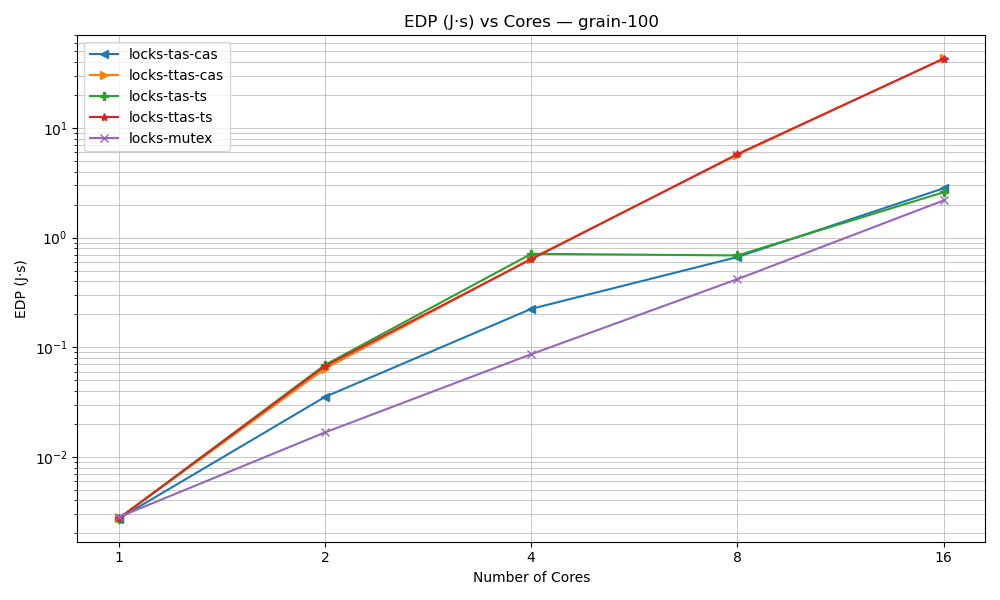 EDP (J·s) vs Cores — grain-100
locks-tas-cas
locks-ttas-cas
locks-tas-ts
locks-ttas-ts
locks-mutex
EDP (J·s)
10¹
10⁰
10⁻¹
10⁻²
1 2 4 8 16
Number of Cores